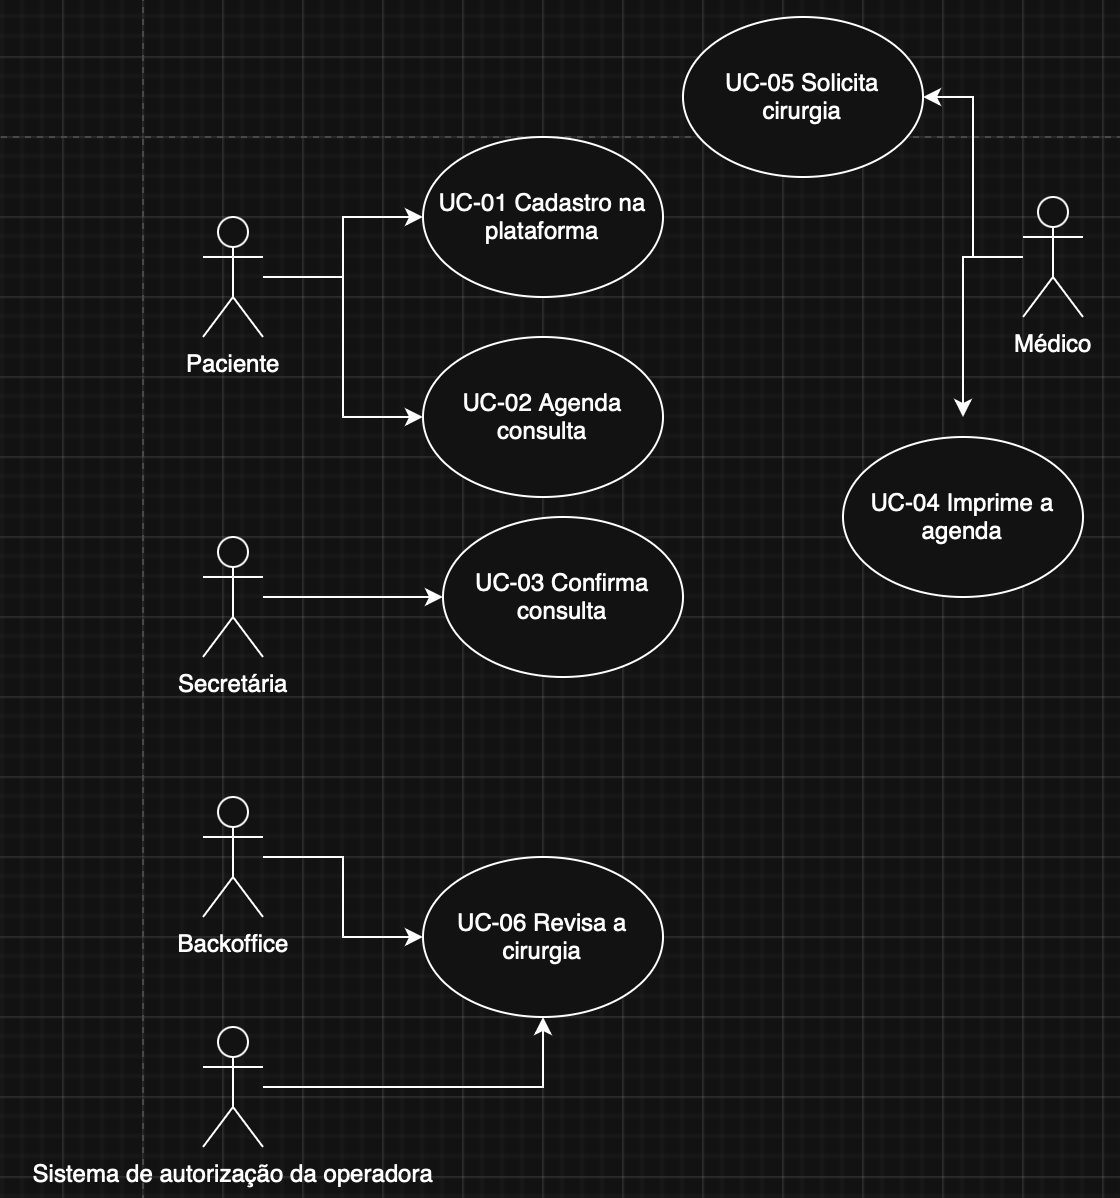 UC-05 Solicita
cirurgia
UC-01 Cadastro na
plataforma
Paciente
Médico
UC-02 Agenda
consulta
UC-04 Imprime a
agenda
UC-03 Confirma
consulta
Secretária
UC-06 Revisa a
cirurgia
Backoffice
Sistema de autorização da operadora